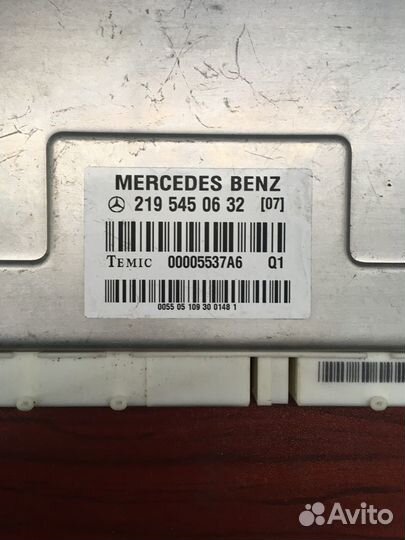 MERCEDES BENZ
219 545 06 32 [07]
TEMIC 00005537A6 Q1
0055 05 109 30 0148 1
Avito